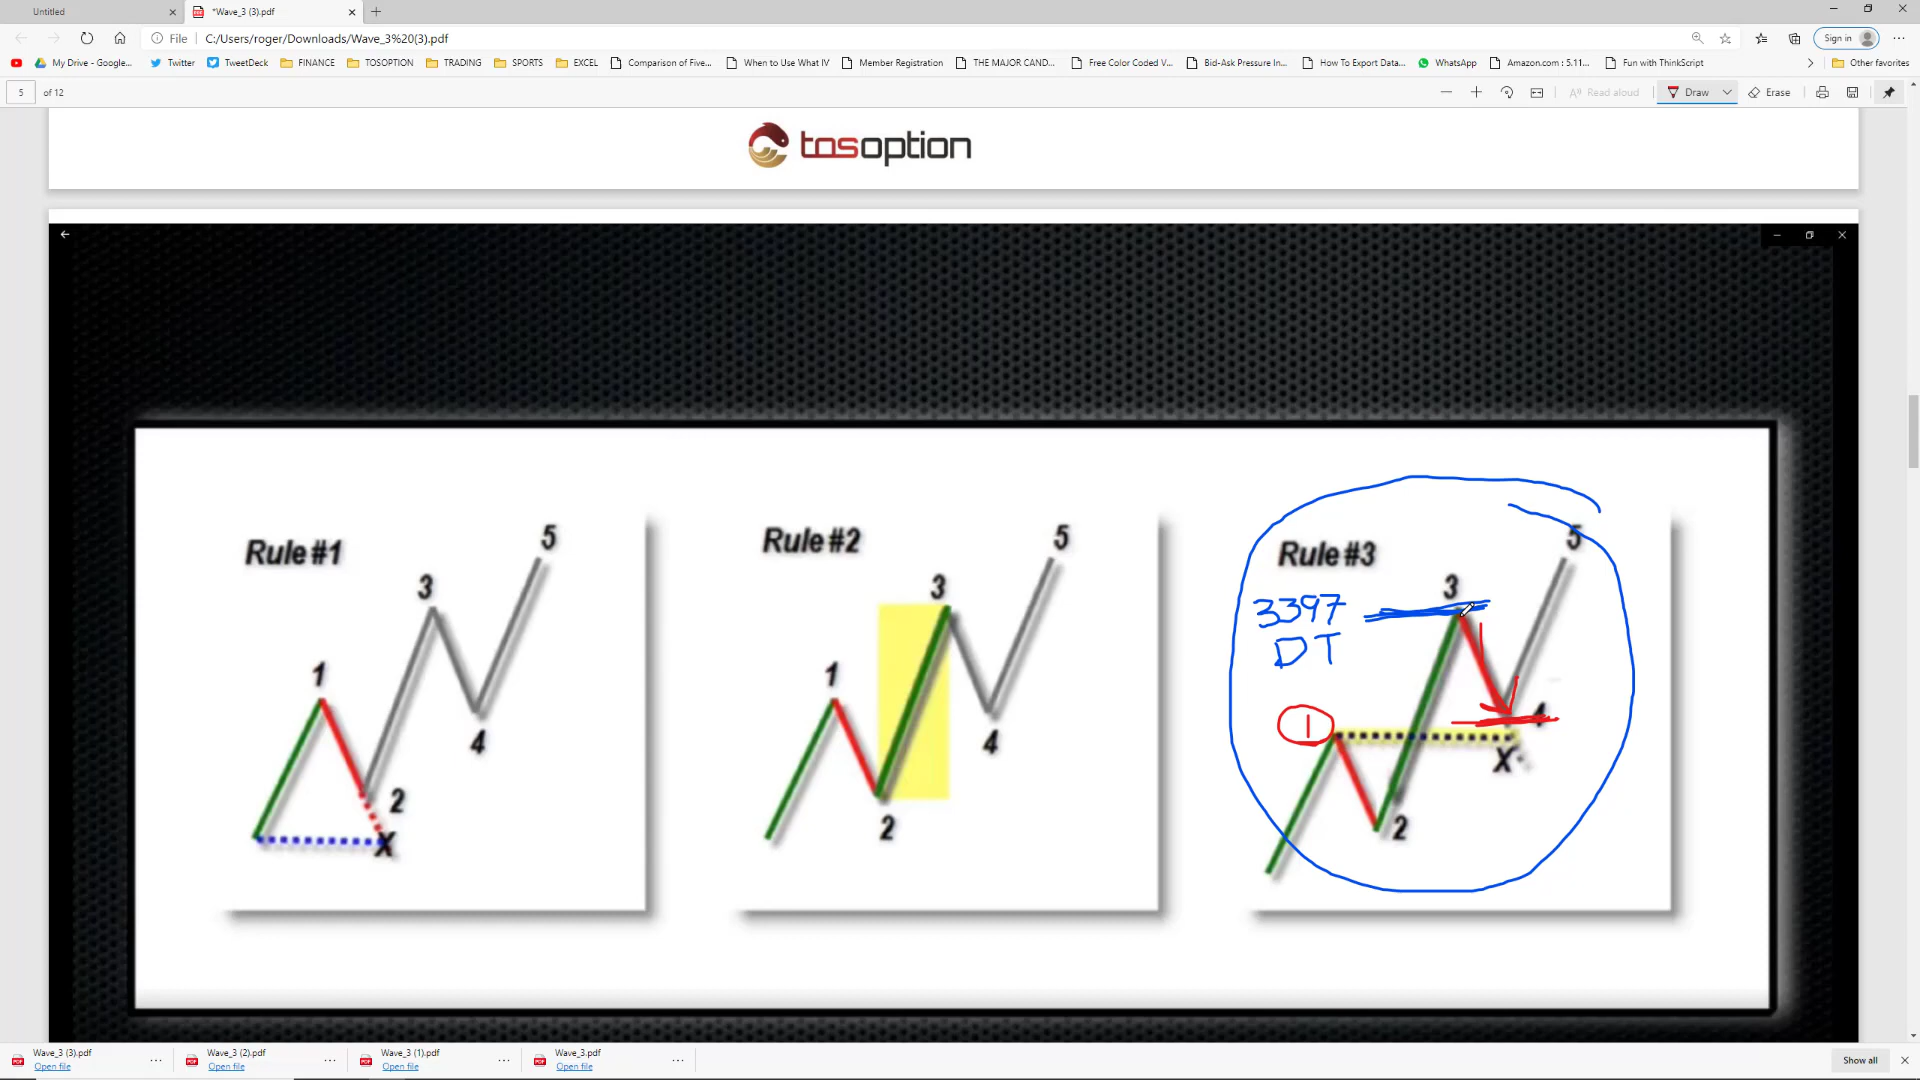 Untitled
*Wave_3 (3).pdf
File
C:/Users/roger/Downloads/Wave_3%20(3).pdf
Sign in
My Drive - Google...
Twitter
TweetDeck
FINANCE
TOSOPTION
TRADING
SPORTS
EXCEL
Comparison of Five...
When to Use What IV
Member Registration
THE MAJOR CAND...
Free Color Coded V...
Bid-Ask Pressure In...
How To Export Data...
WhatsApp
Amazon.com : 5.11...
Fun with ThinkScript
Other favorites
5 of 12
Read aloud
Draw
Erase
tosoption
Rule #1
1
2
3
4
5
X
Rule #2
1
2
3
4
5
Rule #3
3397
DT
1
2
3
4
5
X
Wave_3 (3).pdf
Open file
Wave_3 (2).pdf
Open file
Wave_3 (1).pdf
Open file
Wave_3.pdf
Open file
Show all